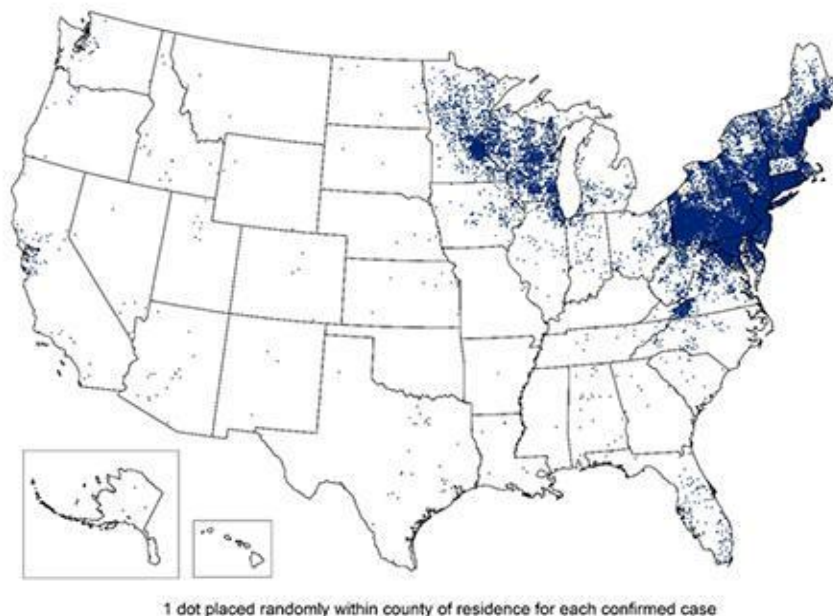 1 dot placed randomly within county of residence for each confirmed case